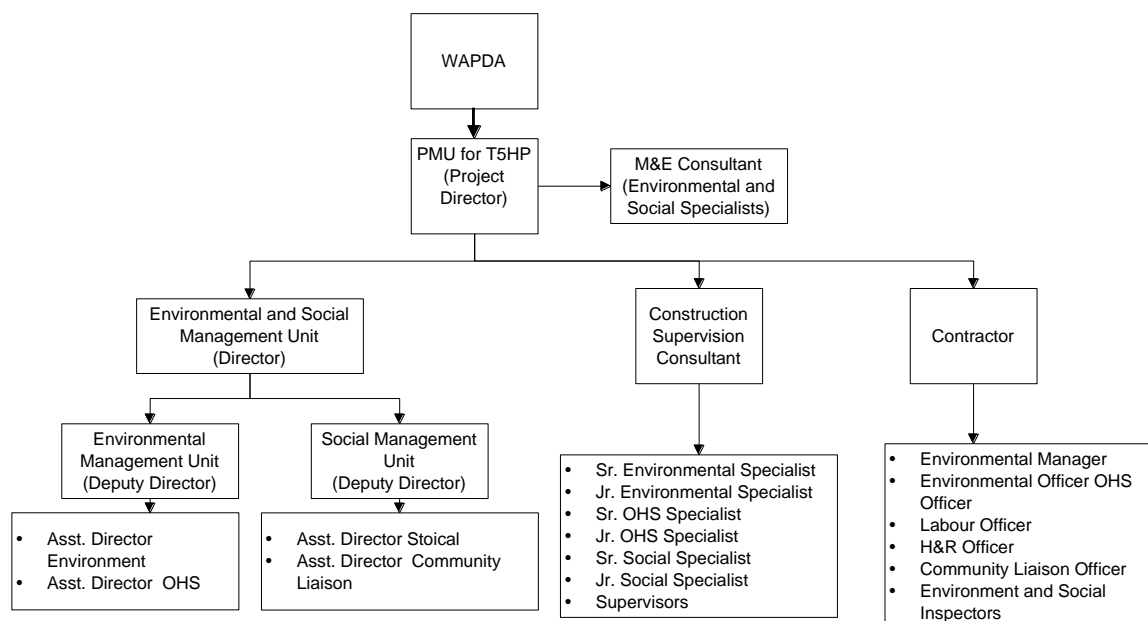 WAPDA
PMU for T5HP
(Project
Director)
M&E Consultant
(Environmental and
Social Specialists)
Environmental and Social
Management Unit
(Director)
Construction
Supervision
Consultant
Contractor
Environmental
Management Unit
(Deputy Director)
Social Management
Unit
(Deputy Director)
• Asst. Director
Environment
• Asst. Director OHS
• Asst. Director Stoical
• Asst. Director Community
Liaison
• Sr. Environmental Specialist
• Jr. Environmental Specialist
• Sr. OHS Specialist
• Jr. OHS Specialist
• Sr. Social Specialist
• Jr. Social Specialist
• Supervisors
• Environmental Manager
• Environmental Officer OHS
Officer
• Labour Officer
• H&R Officer
• Community Liaison Officer
• Environment and Social
Inspectors